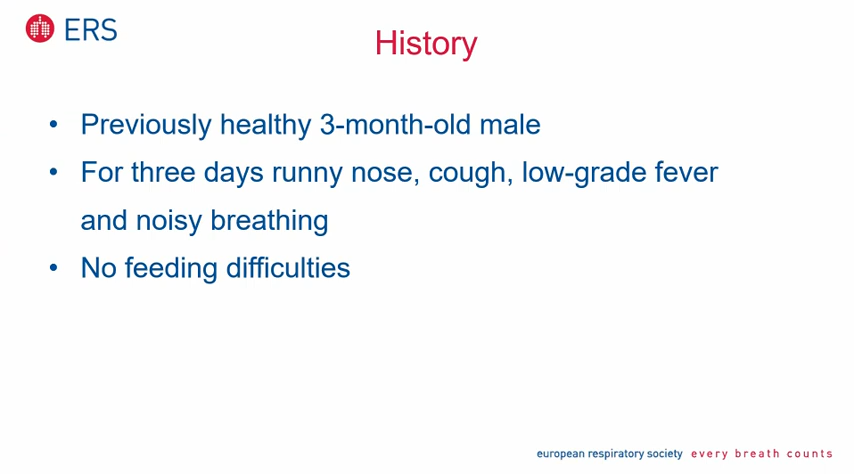 ERS
History
• Previously healthy 3-month-old male
• For three days runny nose, cough, low-grade fever
and noisy breathing
• No feeding difficulties
european respiratory society every breath counts